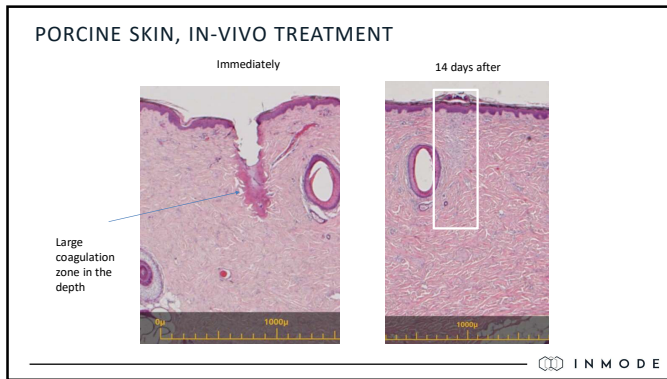 PORCINE SKIN, IN-VIVO TREATMENT
Immediately
14 days after
Large
coagulation
zone in the
depth
0µ
1000µ
1000µ
INMODE